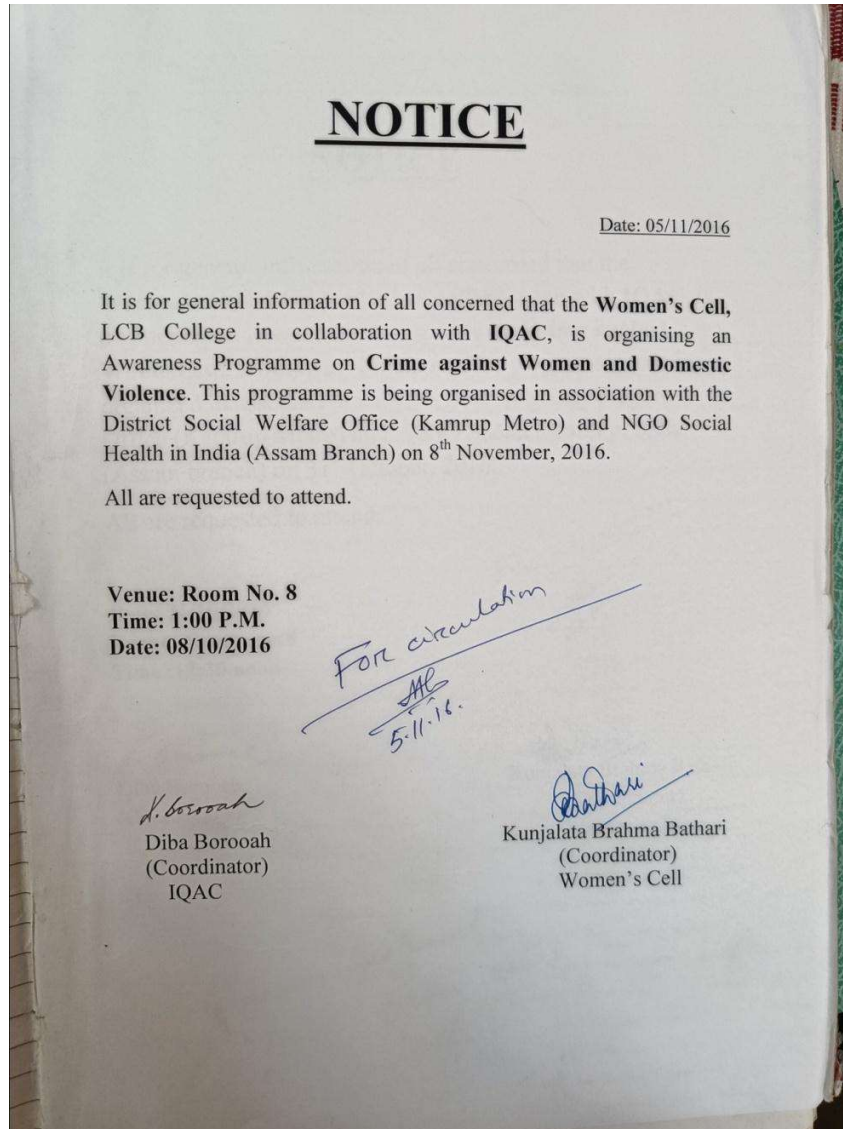 NOTICE
Date: 05/11/2016
It is for general information of all concerned that the Women's Cell,
LCB College in collaboration with IQAC, is organising an
Awareness Programme on Crime against Women and Domestic
Violence. This programme is being organised in association with the
District Social Welfare Office (Kamrup Metro) and NGO Social
Health in India (Assam Branch) on 8th November, 2016.
All are requested to attend.
Venue: Room No. 8
Time: 1:00 P.M.
Date: 08/10/2016
For circulation
5.11.16.
Diba Borooah
(Coordinator)
IQAC
Kunjalata Brahma Bathari
(Coordinator)
Women's Cell